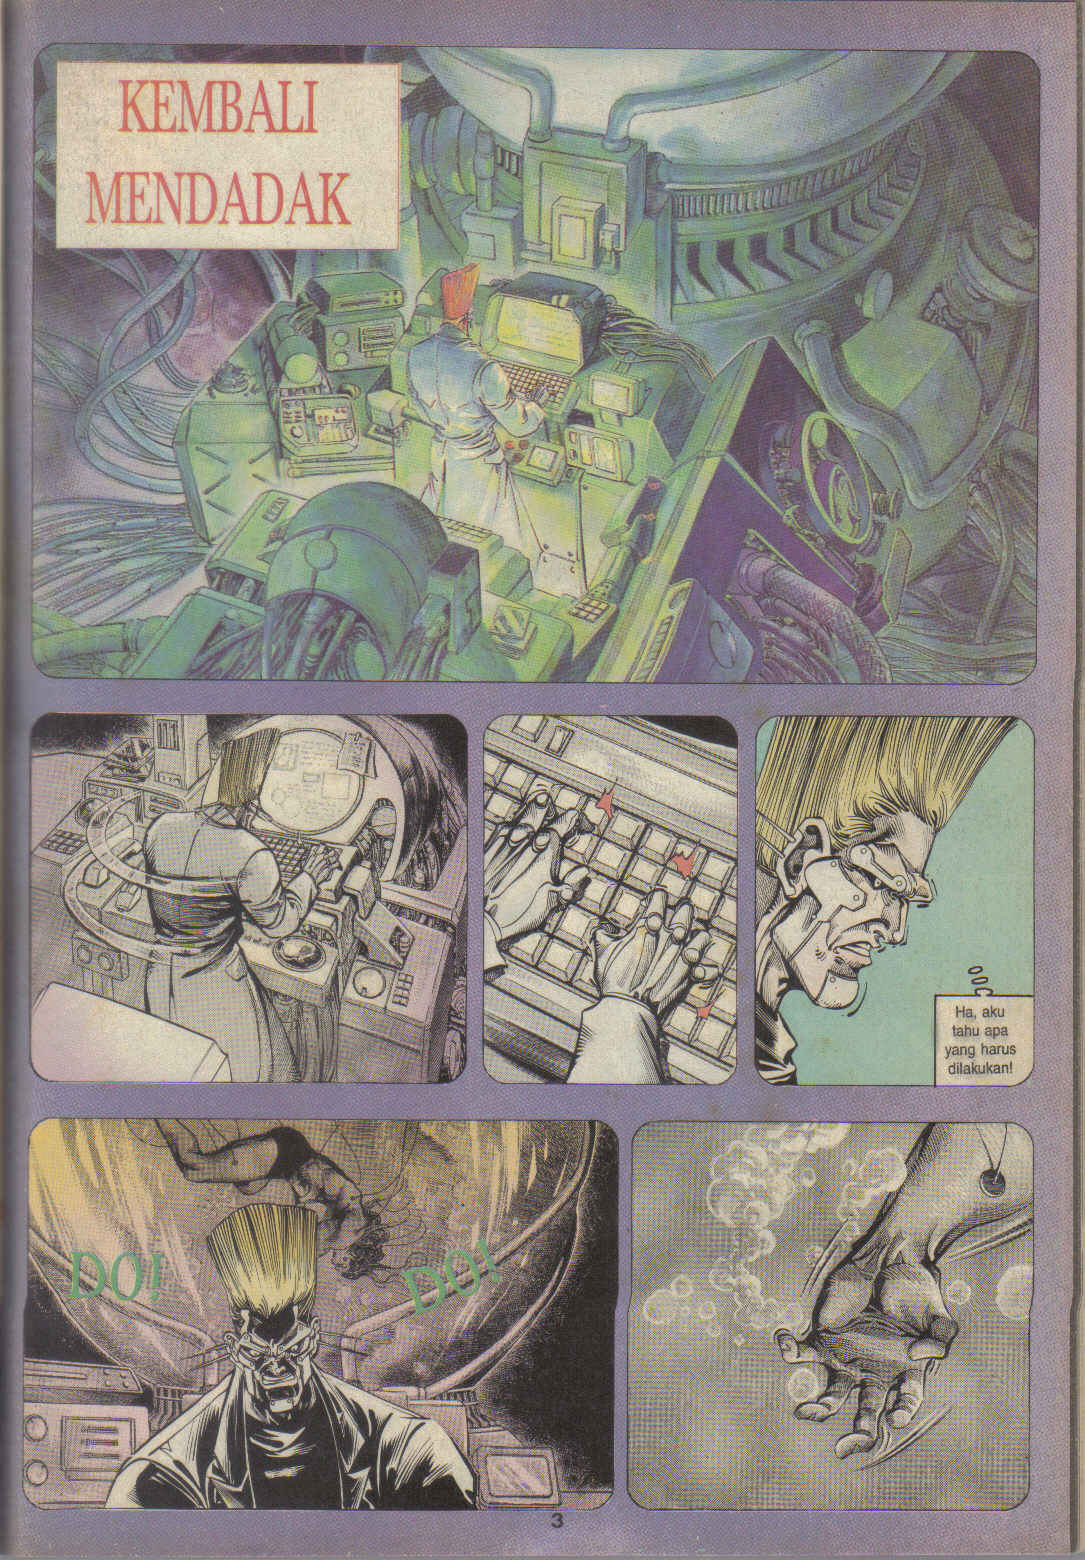 KEMBALI
MENDADAK
Ha, aku
tahu apa
yang harus
dilakukan!
DO!
DO!
3